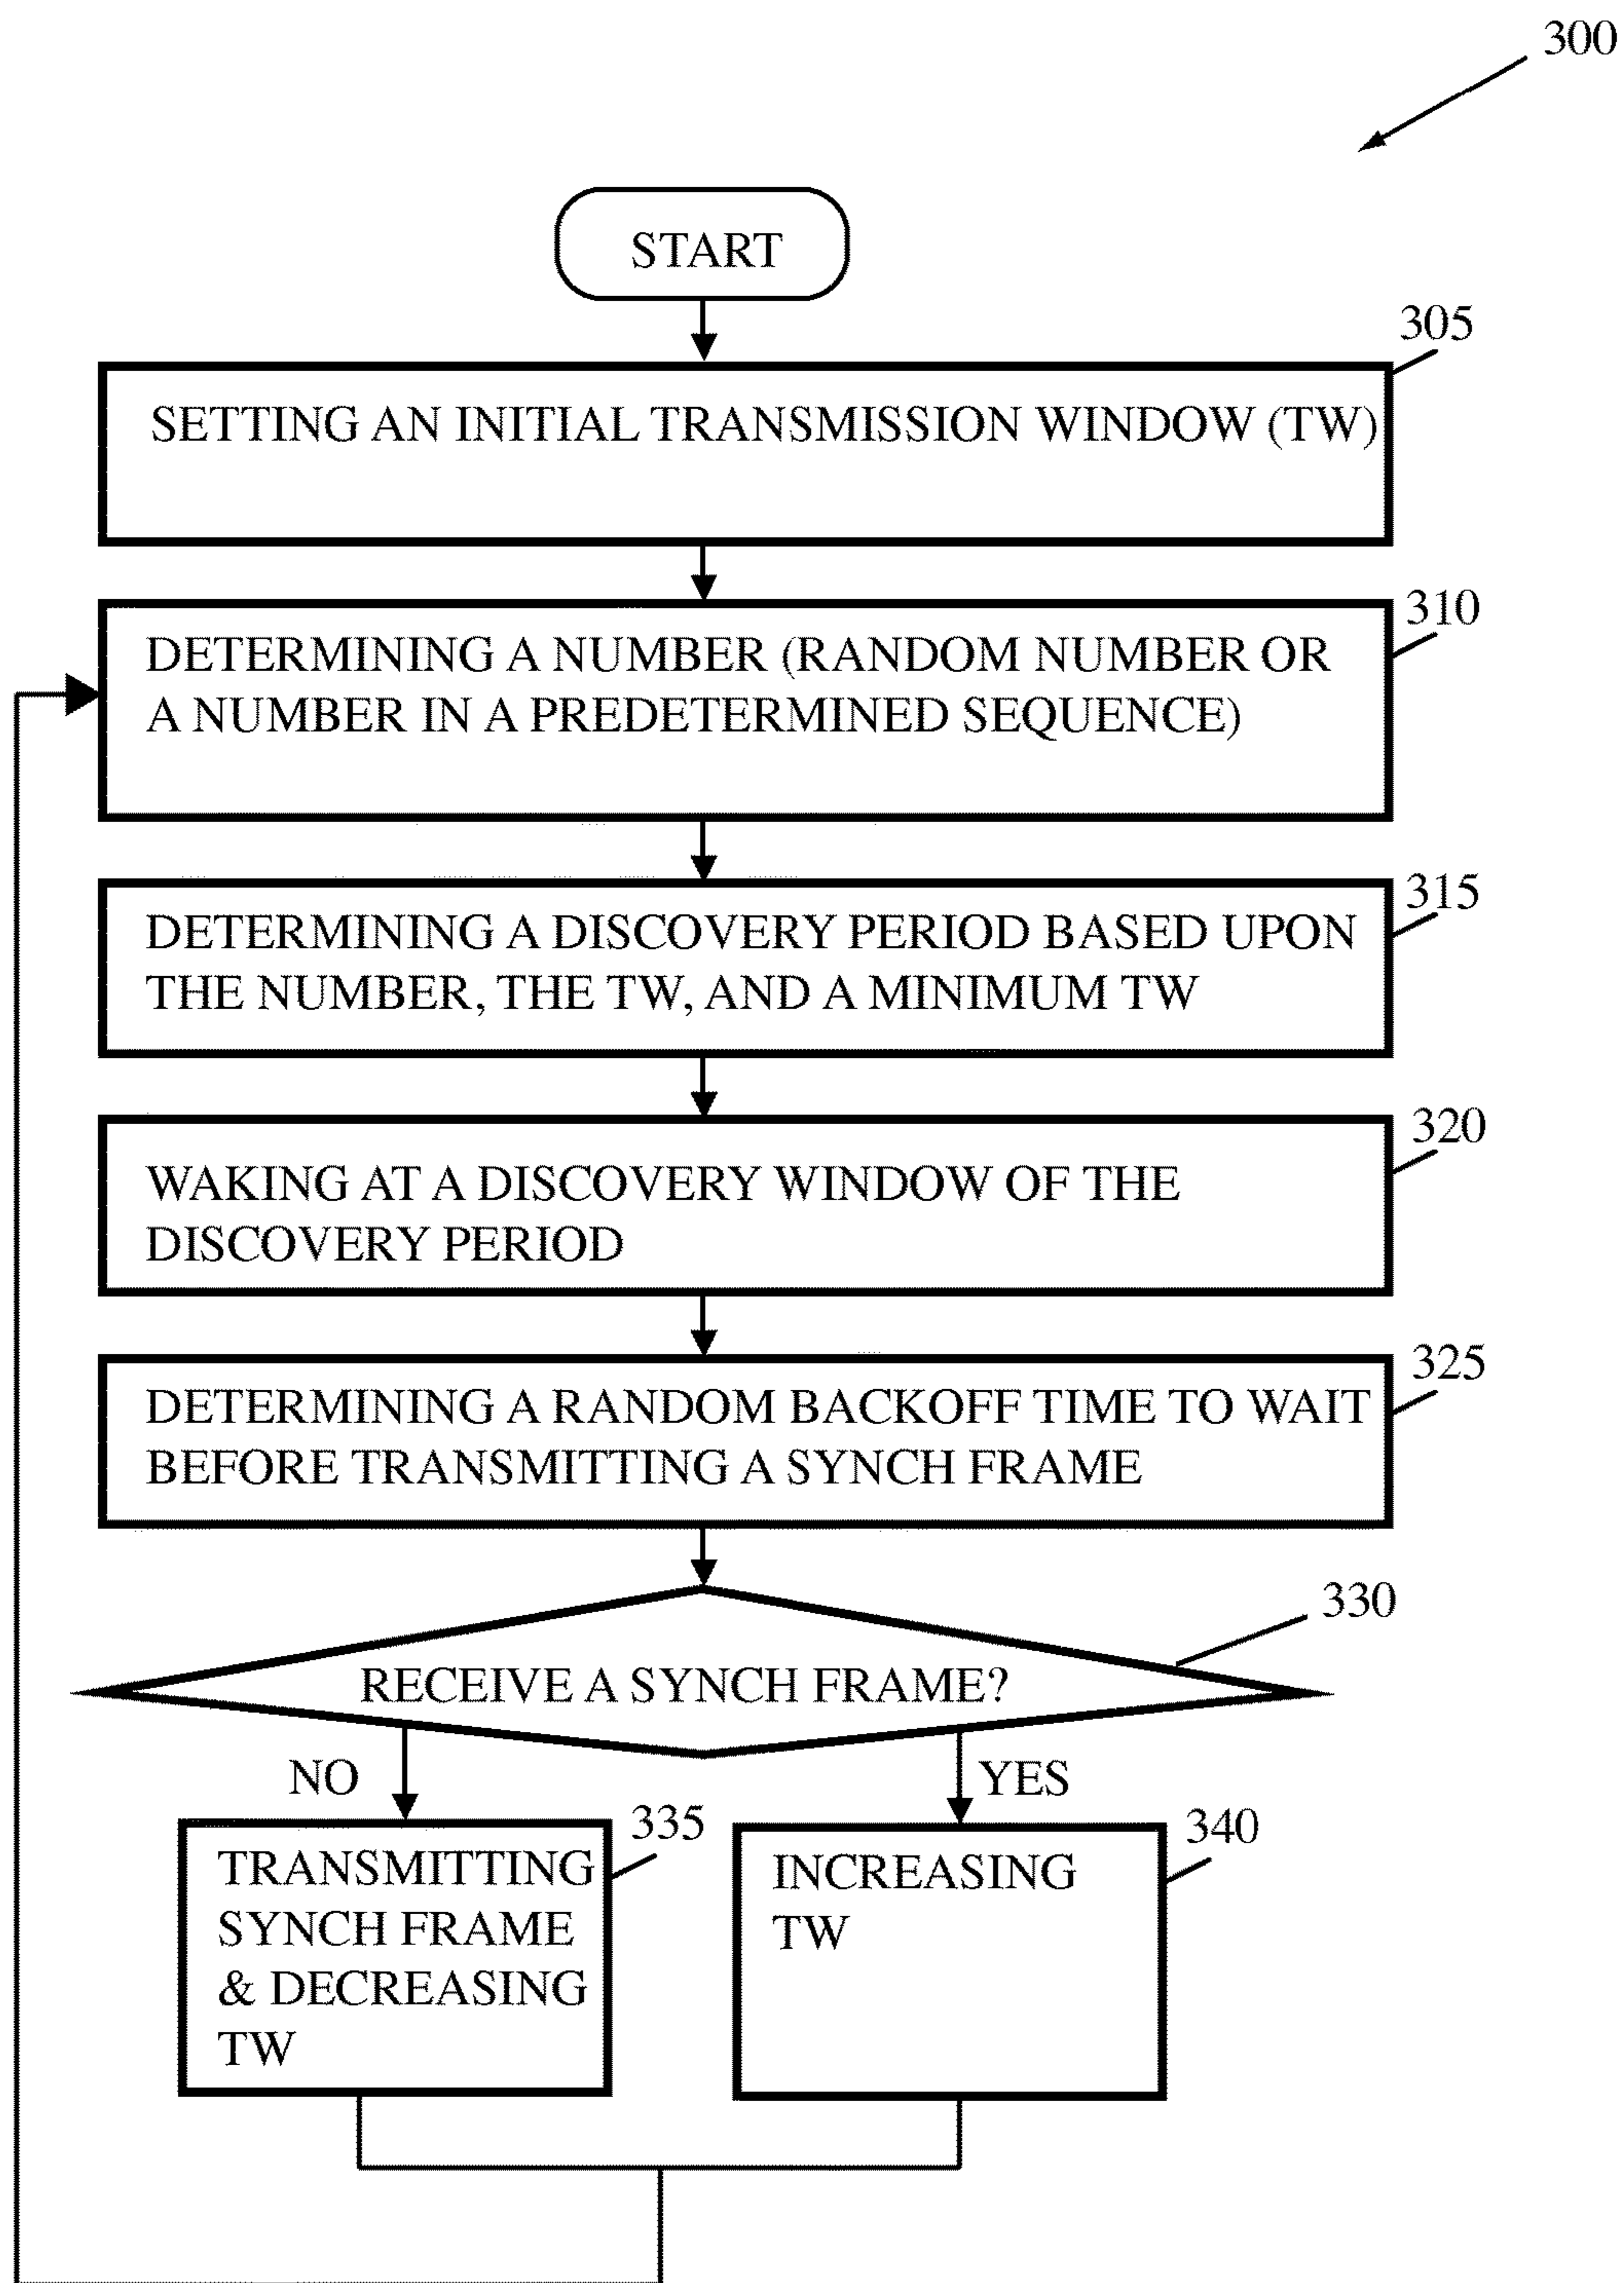 300
START
305
SETTING AN INITIAL TRANSMISSION WINDOW (TW)
310
DETERMINING A NUMBER (RANDOM NUMBER OR
A NUMBER IN A PREDETERMINED SEQUENCE)
315
DETERMINING A DISCOVERY PERIOD BASED UPON
THE NUMBER, THE TW, AND A MINIMUM TW
320
WAKING AT A DISCOVERY WINDOW OF THE
DISCOVERY PERIOD
325
DETERMINING A RANDOM BACKOFF TIME TO WAIT
BEFORE TRANSMITTING A SYNCH FRAME
330
RECEIVE A SYNCH FRAME?
NO
YES
335
TRANSMITTING
SYNCH FRAME
& DECREASING
TW
340
INCREASING
TW